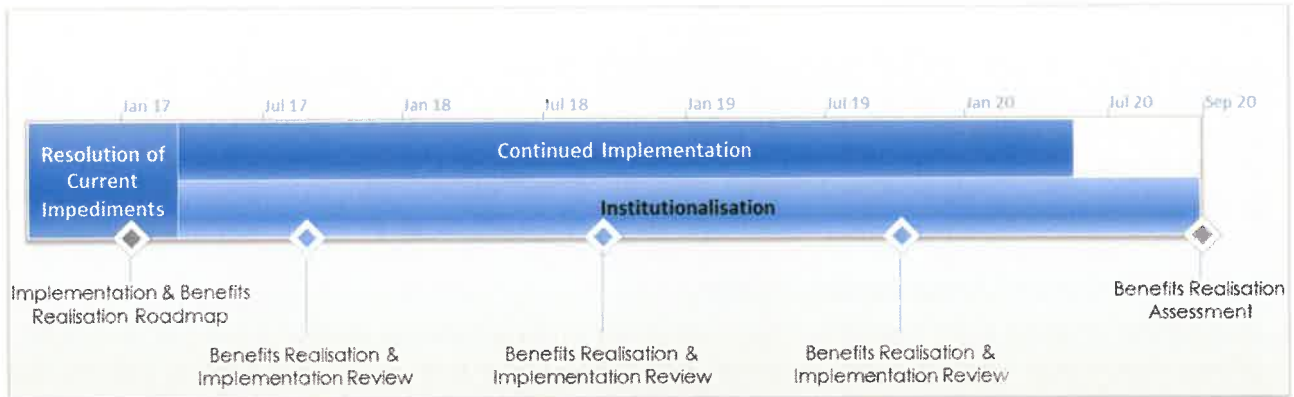 Jan 17 Jul 17 Jan 18 Jul 18 Jan 19 Jul 19 Jan 20 Jul 20 Sep 20
Resolution of
Current
Impediments
Continued Implementation
Institutionalisation
Implementation & Benefits
Realisation Roadmap
Benefits Realisation &
Implementation Review
Benefits Realisation &
Implementation Review
Benefits Realisation &
Implementation Review
Benefits Realisation
Assessment